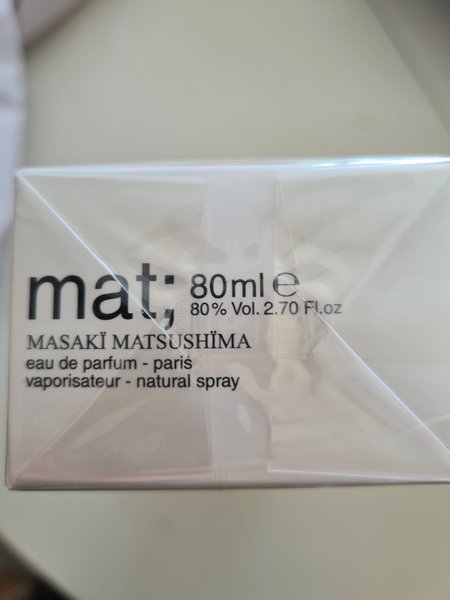 mat; 80ml ℮
80% Vol. 2.70 Fl.oz
MASAKÏ MATSUSHÏMA
eau de parfum - paris
vaporisateur - natural spray